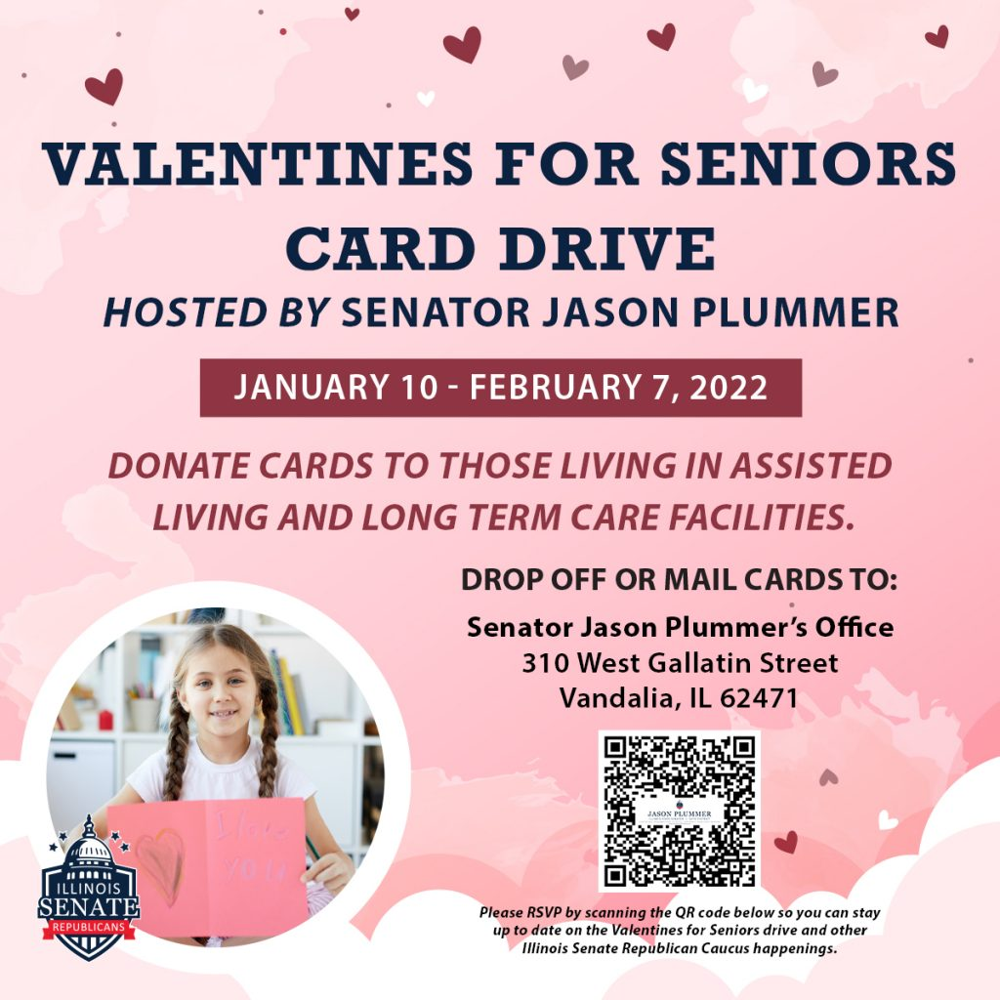 VALENTINES FOR SENIORS
CARD DRIVE
HOSTED BY SENATOR JASON PLUMMER
JANUARY 10 - FEBRUARY 7, 2022
DONATE CARDS TO THOSE LIVING IN ASSISTED
LIVING AND LONG TERM CARE FACILITIES.
DROP OFF OR MAIL CARDS TO:
Senator Jason Plummer's Office
310 West Gallatin Street
Vandalia, IL 62471
I like
YOU
JASON PLUMMER
ILLINOIS
SENATE
REPUBLICANS
Please RSVP by scanning the QR code below so you can stay
up to date on the Valentines for Seniors drive and other
Illinois Senate Republican Caucus happenings.